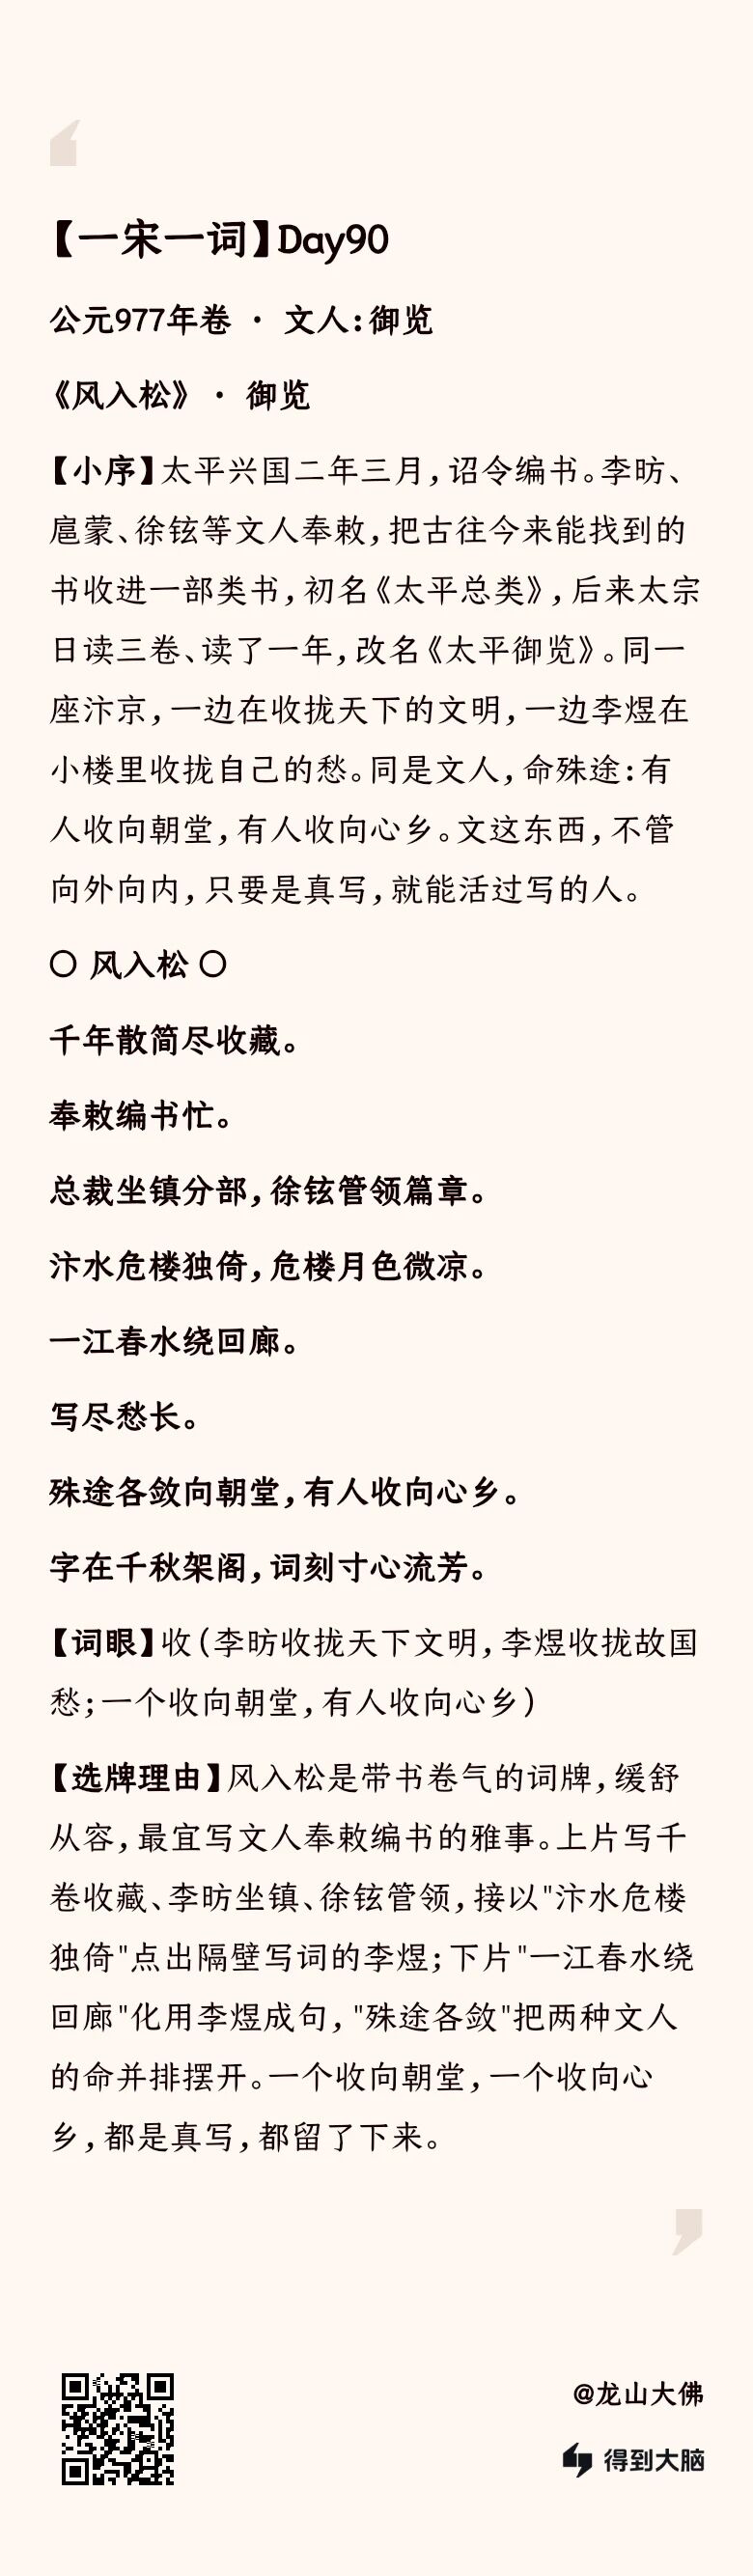 【一宋一词】Day90
公元977年卷 · 文人:御览
《风入松》· 御览
【小序】太平兴国二年三月,诏令编书。李昉、
扈蒙、徐铉等文人奉敕,把古往今来能找到的
书收进一部类书,初名《太平总类》,后来太宗
日读三卷、读了一年,改名《太平御览》。同一
座汴京,一边在收拢天下的文明,一边李煜在
小楼里收拢自己的愁。同是文人,命殊途:有
人收向朝堂,有人收向心乡。文这东西,不管
向外向内,只要是真写,就能活过写的人。
〇 风入松 〇
千年散简尽收藏。
奉敕编书忙。
总裁坐镇分部,徐铉管领篇章。
汴水危楼独倚,危楼月色微凉。
一江春水绕回廊。
写尽愁长。
殊途各敛向朝堂,有人收向心乡。
字在千秋架阁,词刻寸心流芳。
【词眼】收(李昉收拢天下文明,李煜收拢故国
愁;一个收向朝堂,有人收向心乡)
【选牌理由】风入松是带书卷气的词牌,缓舒
从容,最宜写文人奉敕编书的雅事。上片写千
卷收藏、李昉坐镇、徐铉管领,接以"汴水危楼
独倚"点出隔壁写词的李煜;下片"一江春水绕
回廊"化用李煜成句,"殊途各敛"把两种文人
的命并排摆开。一个收向朝堂,一个收向心
乡,都是真写,都留了下来。
@龙山大佛
得到大脑